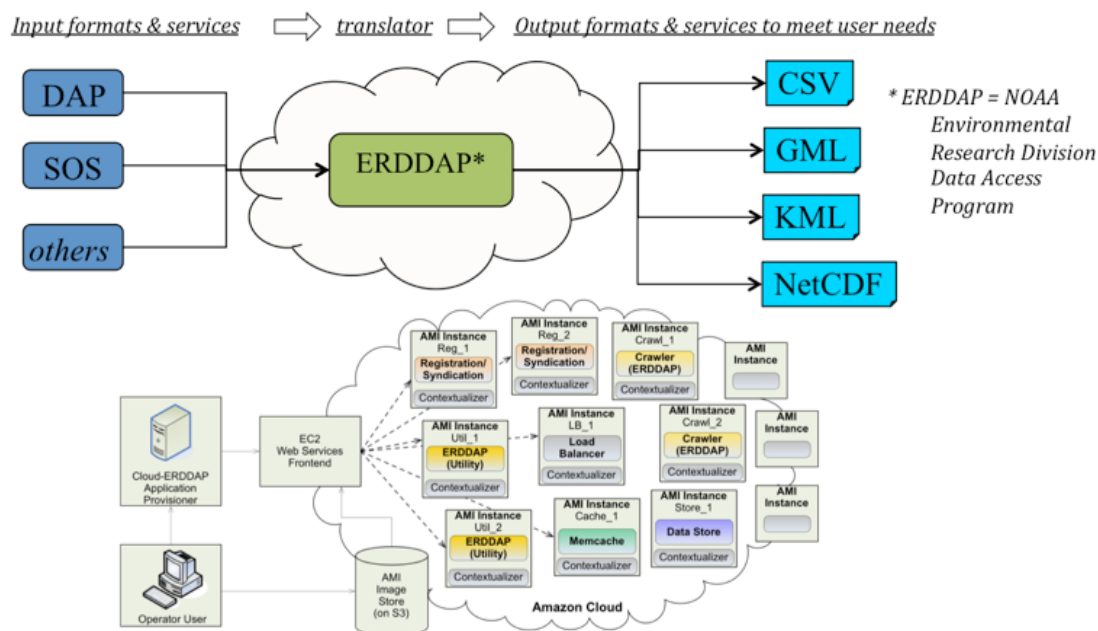 Input formats & services
translator
Output formats & services to meet user needs
DAP
SOS
others
ERDDAP*
CSV
GML
KML
NetCDF
* ERDDAP = NOAA
Environmental
Research Division
Data Access
Program
AMI Instance
Reg_1
Registration/
Syndication
Contextualizer
AMI Instance
Reg_2
Registration/
Syndication
Contextualizer
AMI Instance
Crawl_1
Crawler
(ERDDAP)
Contextualizer
AMI
Instance
Cloud-ERDDAP
Application
Provisioner
EC2
Web Services
Frontend
AMI Instance
Util_1
ERDDAP
(Utility)
Contextualizer
AMI Instance
LB_1
Load
Balancer
Contextualizer
AMI Instance
Crawl_2
Crawler
(ERDDAP)
Contextualizer
AMI
Instance
AMI Instance
Util_2
ERDDAP
(Utility)
Contextualizer
AMI Instance
Cache_1
Memcache
Contextualizer
AMI Instance
Store_1
Data Store
Contextualizer
AMI
Instance
Operator User
AMI
Image
Store
(on S3)
Amazon Cloud